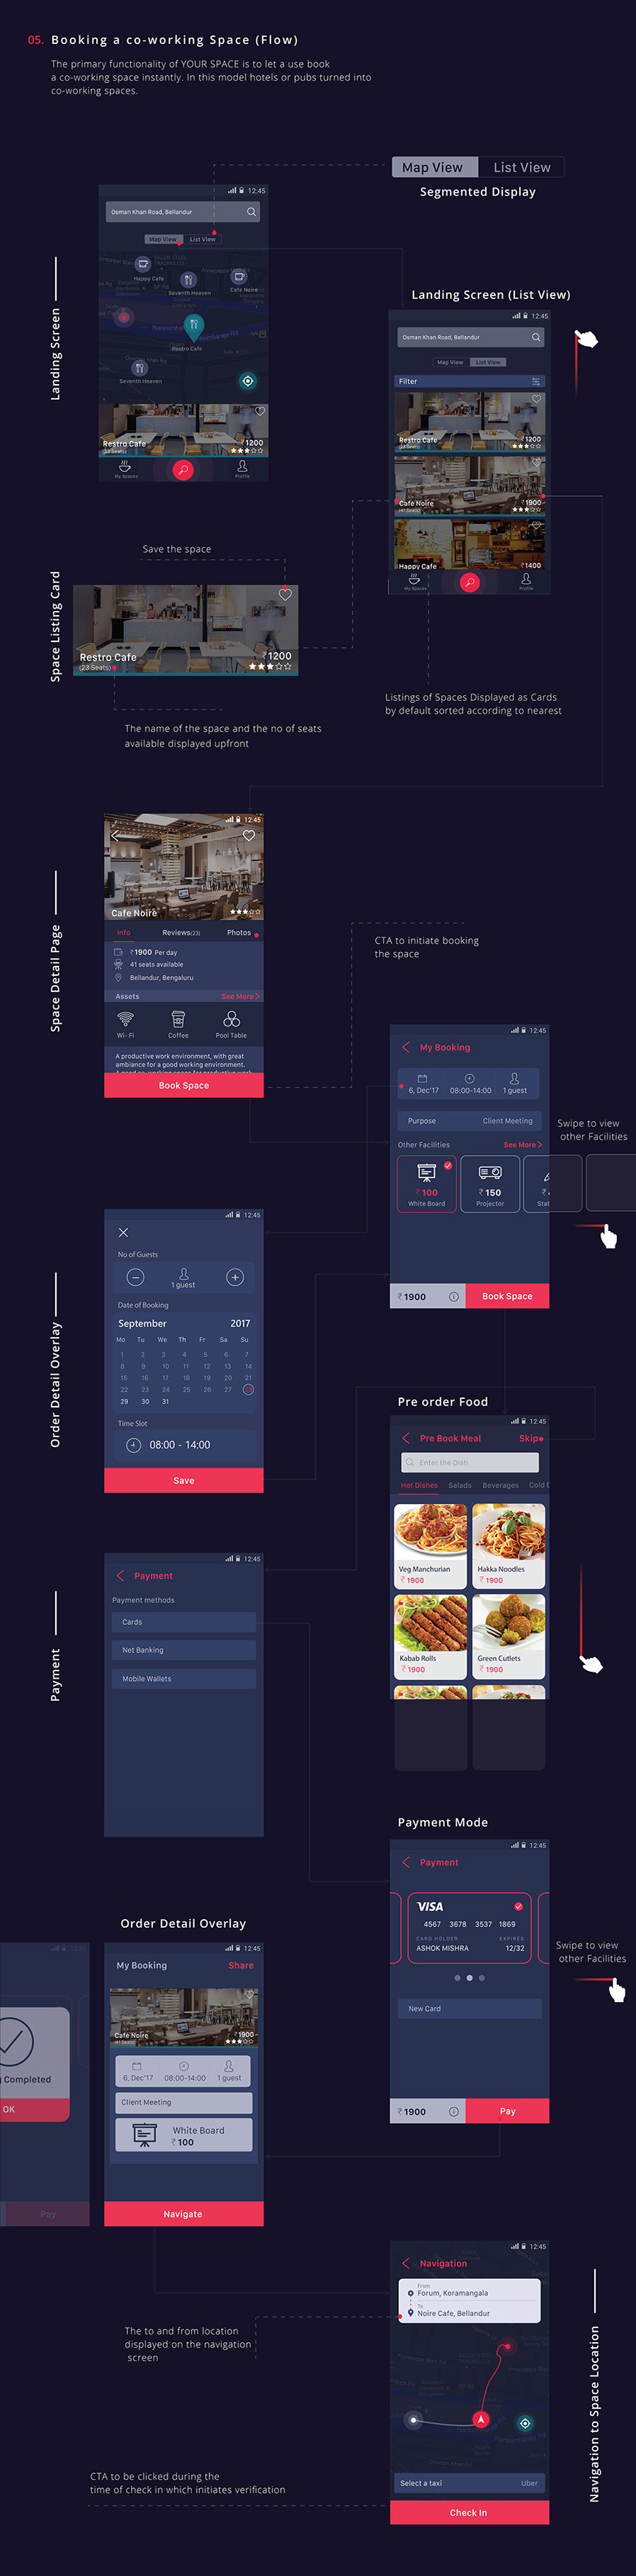 05. Booking a co-working Space (Flow)
The primary functionality of YOUR SPACE is to let a use book
a co-working space instantly. In this model hotels or pubs turned into
co-working spaces.
Map View List View
Segmented Display
Landing Screen
12:45
Osman Khan Road, Bellandur
Map View List View
Happy Cafe
Seventh Heaven
Cafe Noire
Restro Cafe
Seventh Heaven
Restro Cafe
(23 Seats)
₹1200
My Spaces
Profile
Landing Screen (List View)
12:45
Osman Khan Road, Bellandur
Map View List View
Filter
Restro Cafe
(23 Seats)
₹1200
Cafe Noire
(41 Seats)
₹1900
Happy Cafe
₹1400
My Spaces
Profile
Space Listing Card
Save the space
Restro Cafe
(23 Seats)
₹1200
The name of the space and the no of seats
available displayed upfront
Listings of Spaces Displayed as Cards
by default sorted according to nearest
Space Detail Page
12:45
Cafe Noire
Info Reviews(23) Photos
₹1900 Per day
41 seats available
Bellandur, Bengaluru
Assets See More >
Wi- Fi Coffee Pool Table
A productive work environment, with great
ambiance for a good working environment.
Book Space
CTA to initiate booking
the space
12:45
My Booking
6, Dec'17 08:00-14:00 1 guest
Purpose Client Meeting
Other Facilities See More >
₹100
White Board
₹150
Projector
Stat
₹1900
Book Space
Swipe to view
other Facilities
Order Detail Overlay
12:45
No of Guests
1 guest
Date of Booking
September 2017
Mo Tu We Th Fr Sa Su
1 2 3 4 5 6 7
8 9 10 11 12 13 14
15 16 17 18 19 20 21
22 23 24 25 26 27 28
29 30 31
Time Slot
08:00 - 14:00
Save
Pre order Food
12:45
Pre Book Meal Skip
Enter the Dish
Hot Dishes Salads Beverages Cold D
Veg Manchurian
₹1900
Hakka Noodles
₹1900
Kabab Rolls
₹1900
Green Cutlets
₹1900
Payment
12:45
Payment
Payment methods
Cards
Net Banking
Mobile Wallets
Payment Mode
12:45
Payment
VISA
4567 3678 3537 1869
CARD HOLDER EXPIRES
ASHOK MISHRA 12/32
New Card
₹1900
Pay
Swipe to view
other Facilities
Order Detail Overlay
12:45
Completed
OK
Pay
12:45
My Booking Share
Cafe Noire
(41 Seats)
₹1900
6, Dec'17 08:00-14:00 1 guest
Client Meeting
White Board
₹100
Navigate
Navigation to Space Location
12:45
Navigation
From
Forum, Koramangala
To
Noire Cafe, Bellandur
Select a taxi Uber
Check In
The to and from location
displayed on the navigation
screen
CTA to be clicked during the
time of check in which initiates verification